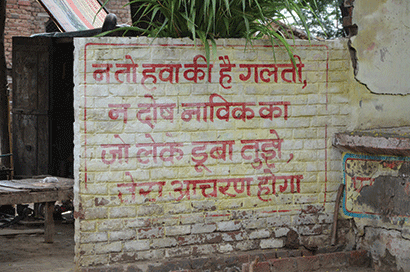 न तो हवा की है गलती,
न दोष नाविक का
जो लेके डूबा तुझे,
तेरा आचरण होगा